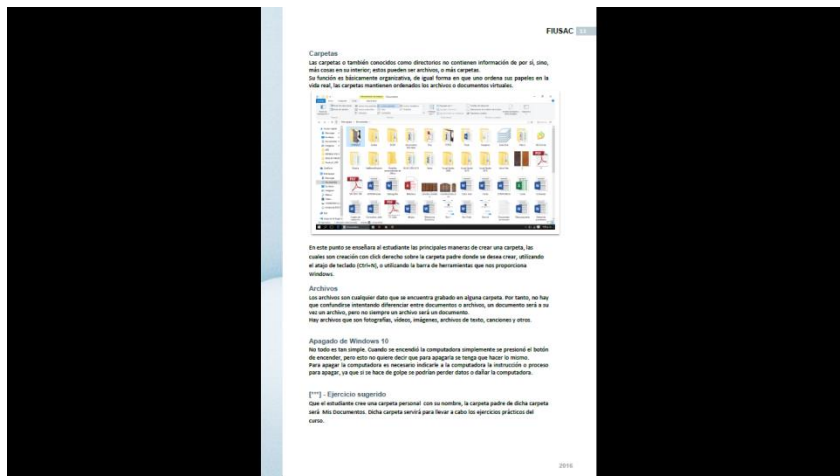 FIUSAC
Carpetas
Las carpetas o también conocidos como directorios no contienen información de por sí, sino,
más cosas en su interior; estos pueden ser archivos, o más carpetas.
Su función es básicamente organizativa, de igual forma en que uno ordena sus papeles en la
vida real, las carpetas mantienen ordenados los archivos o documentos virtuales.
En este punto se enseñara al estudiante las principales maneras de crear una carpeta, las
cuales son creación con click derecho sobre la carpeta padre donde se desea crear, utilizando
el atajo de teclado (Ctrl+N), o utilizando la barra de herramientas que nos proporciona
Windows.
Archivos
Los archivos son cualquier dato que se encuentra grabado en alguna carpeta. Por tanto, no hay
que confundirse intentando diferenciar entre documentos o archivos, un documento será a su
vez un archivo, pero no siempre un archivo será un documento.
Hay archivos que son fotografías, vídeos, imágenes, archivos de texto, canciones y otros.
Apagado de Windows 10
No todo es tan simple. Cuando se encendió la computadora simplemente se presionó el botón
de encender, pero esto no quiere decir que para apagarla se tenga que hacer lo mismo.
Para apagar la computadora es necesario indicarle a la computadora la instrucción o proceso
para apagar, ya que si se hace de golpe se podrían perder datos o dañar la computadora.
[***] - Ejercicio sugerido
Que el estudiante cree una carpeta personal con su nombre, la carpeta padre de dicha carpeta
será Mis Documentos. Dicha carpeta servirá para llevar a cabo los ejercicios prácticos del
curso.
2016